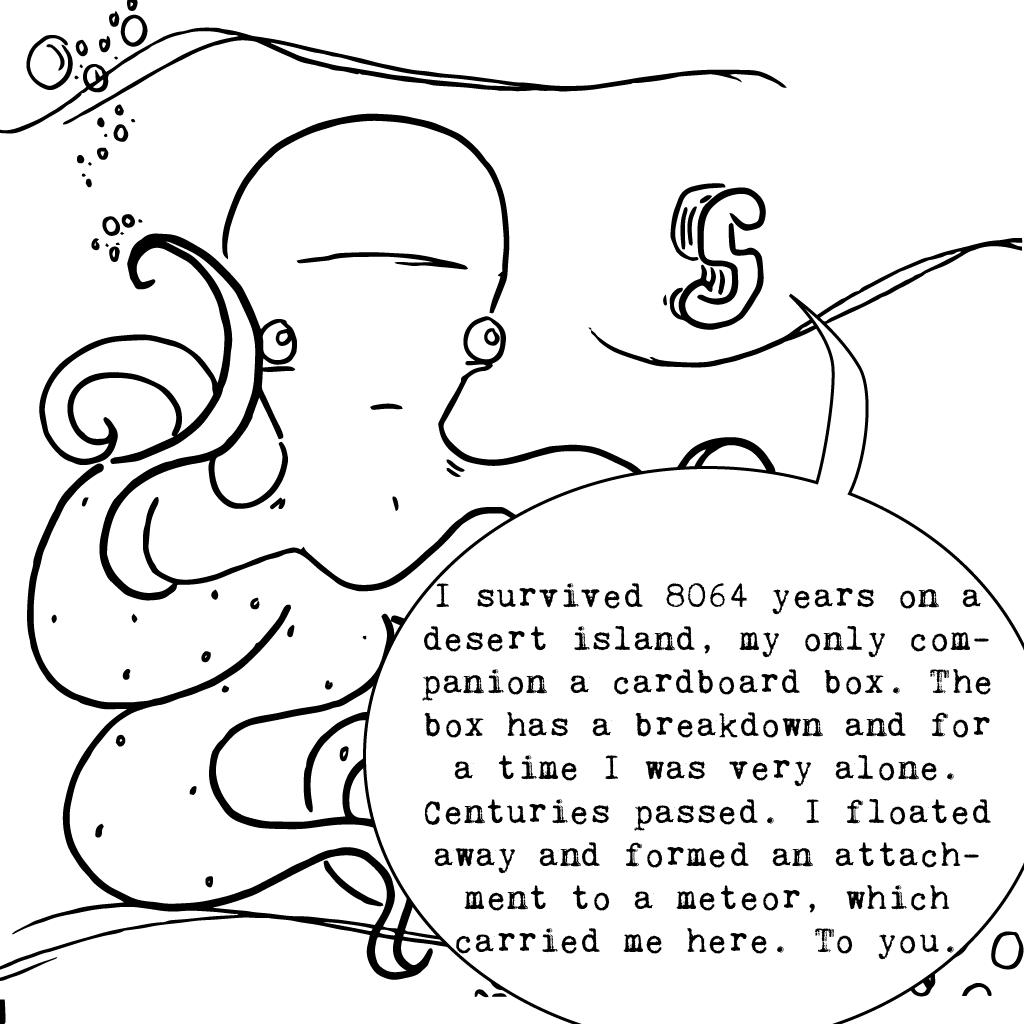 S
I survived 8064 years on a
desert island, my only com-
panion a cardboard box. The
box has a breakdown and for
a time I was very alone.
Centuries passed. I floated
away and formed an attach-
ment to a meteor, which
carried me here. To you.